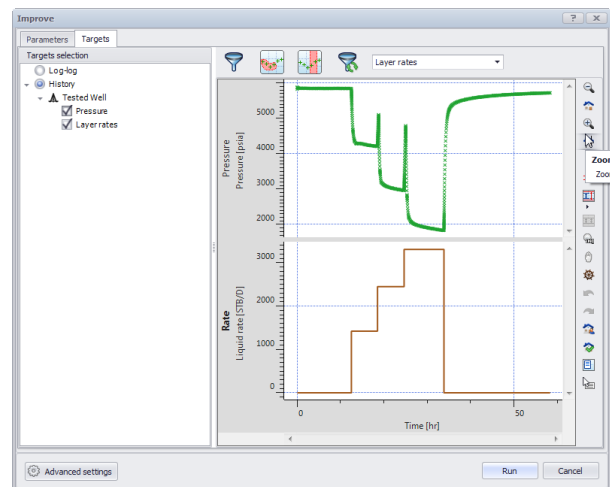 Improve
? X
Parameters Targets
Targets selection
Log-log
History
Tested Well
Pressure
Layer rates
Layer rates
Pressure
Pressure [psia]
5000
4000
3000
2000
Rate
Liquid rate [STB/D]
3000
2000
1000
0
0 50
Time [hr]
Zoo
Zoo
Advanced settings
Run Cancel